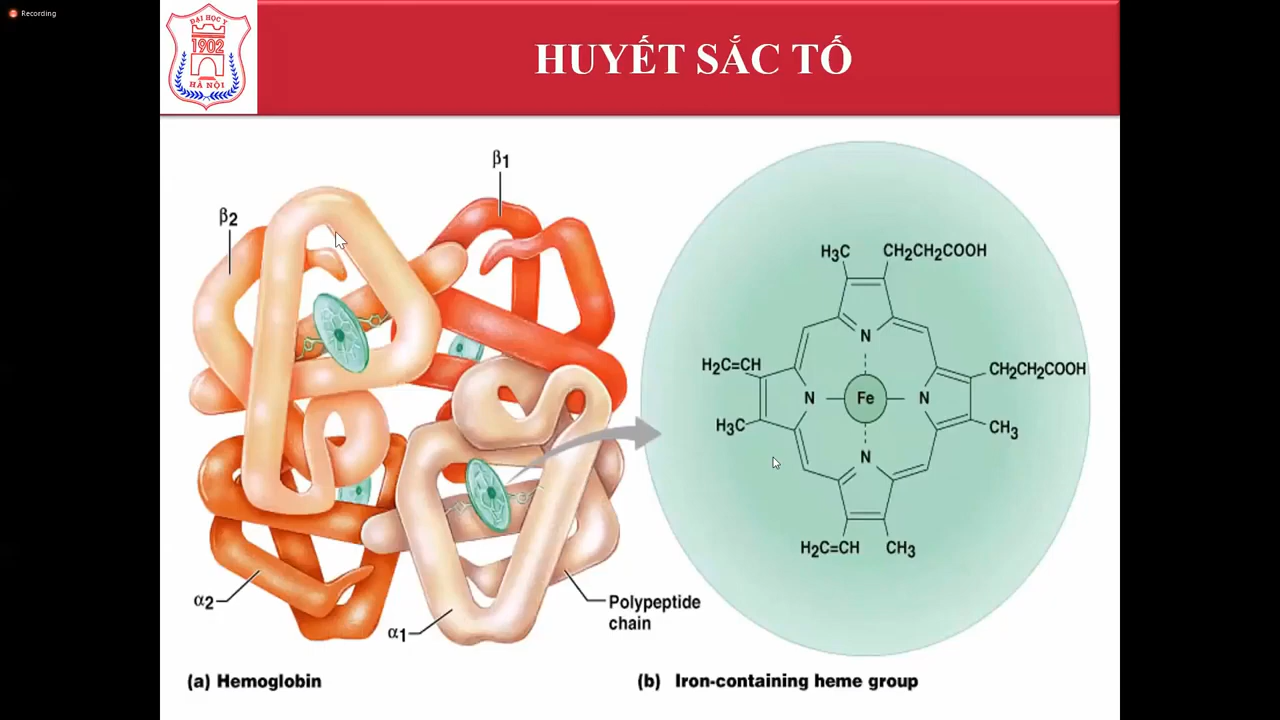 Recording
ĐẠI HỌC Y
1902
HÀ NỘI
HUYẾT SẮC TỐ
β1
β2
α2
α1
Polypeptide
chain
(a) Hemoglobin
H3C CH2CH2COOH
N
H2C=CH CH2CH2COOH
N Fe N
H3C CH3
N
H2C=CH CH3
(b) Iron-containing heme group